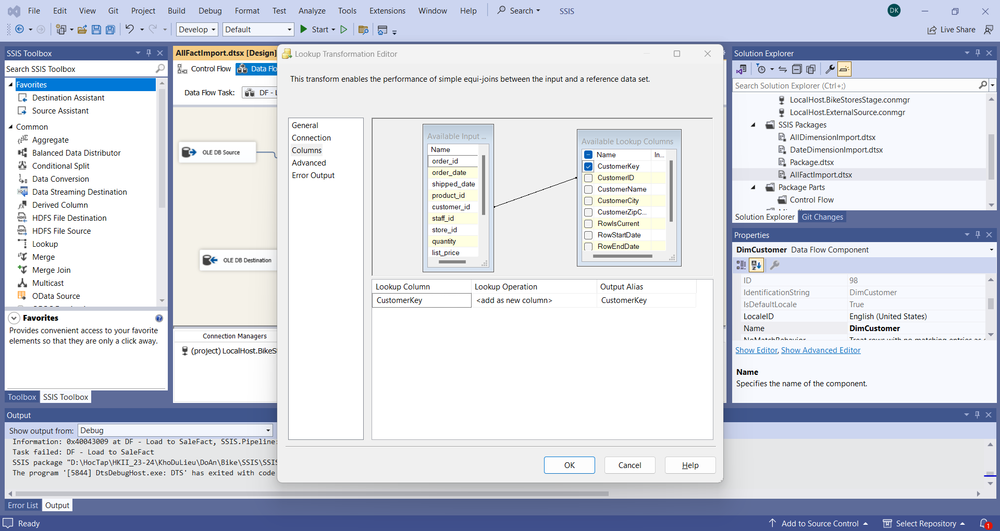 File Edit View Git Project Build Debug Format Test Analyze Tools Extensions Window Help Search SSIS DK
Develop Default Start Live Share
SSIS Toolbox
Search SSIS Toolbox
Favorites
Destination Assistant
Source Assistant
Common
Aggregate
Balanced Data Distributor
Conditional Split
Data Conversion
Data Streaming Destination
Derived Column
HDFS File Destination
HDFS File Source
Lookup
Merge
Merge Join
Multicast
OData Source
Favorites
Provides convenient access to your favorite
elements so that they are only a click away.
Toolbox SSIS Toolbox
AllFactImport.dtsx [Design]
Control Flow Data Flo
Data Flow Task: DF - L
OLE DB Source
OLE DB Destination
Connection Managers
(project) LocalHost.BikeS
Lookup Transformation Editor
This transform enables the performance of simple equi-joins between the input and a reference data set.
General
Connection
Columns
Advanced
Error Output
Available Input ...
Name
order_id
order_date
shipped_date
product_id
customer_id
staff_id
store_id
quantity
list_price
Available Lookup Columns
Name In...
CustomerKey
CustomerID
CustomerName
CustomerCity
CustomerZipC...
RowIsCurrent
RowStartDate
RowEndDate
Lookup Column Lookup Operation Output Alias
CustomerKey <add as new column> CustomerKey
OK Cancel Help
Solution Explorer
Search Solution Explorer (Ctrl+;)
LocalHost.BikeStoresStage.conmgr
LocalHost.ExternalSource.conmgr
SSIS Packages
AllDimensionImport.dtsx
DateDimensionImport.dtsx
Package.dtsx
AllFactImport.dtsx
Package Parts
Control Flow
Solution Explorer Git Changes
Properties
DimCustomer Data Flow Component
ID 98
IdentificationString DimCustomer
IsDefaultLocale True
LocaleID English (United States)
Name DimCustomer
NoMatchBehavior Treat rows with no matching entries as
Show Editor, Show Advanced Editor
Name
Specifies the name of the component.
Output
Show output from: Debug
Information: 0x40043009 at DF - Load to SaleFact, SSIS.Pipeline:
Task failed: DF - Load to SaleFact
SSIS package "D:\HocTap\HKII_23-24\KhoDuLieu\DoAn\Bike\SSIS\SSIS
The program '[5844] DtsDebugHost.exe: DTS' has exited with code
Error List Output
Ready Add to Source Control Select Repository 1